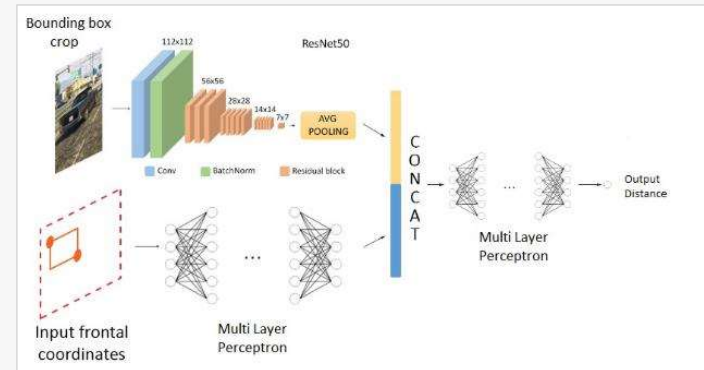 Bounding box
crop
112x112
ResNet50
56x56
28x28
14x14
7x7
AVG
POOLING
Conv
BatchNorm
Residual block
CONCAT
Output
Distance
Multi Layer
Perceptron
Input frontal
coordinates
...
...
Multi Layer
Perceptron